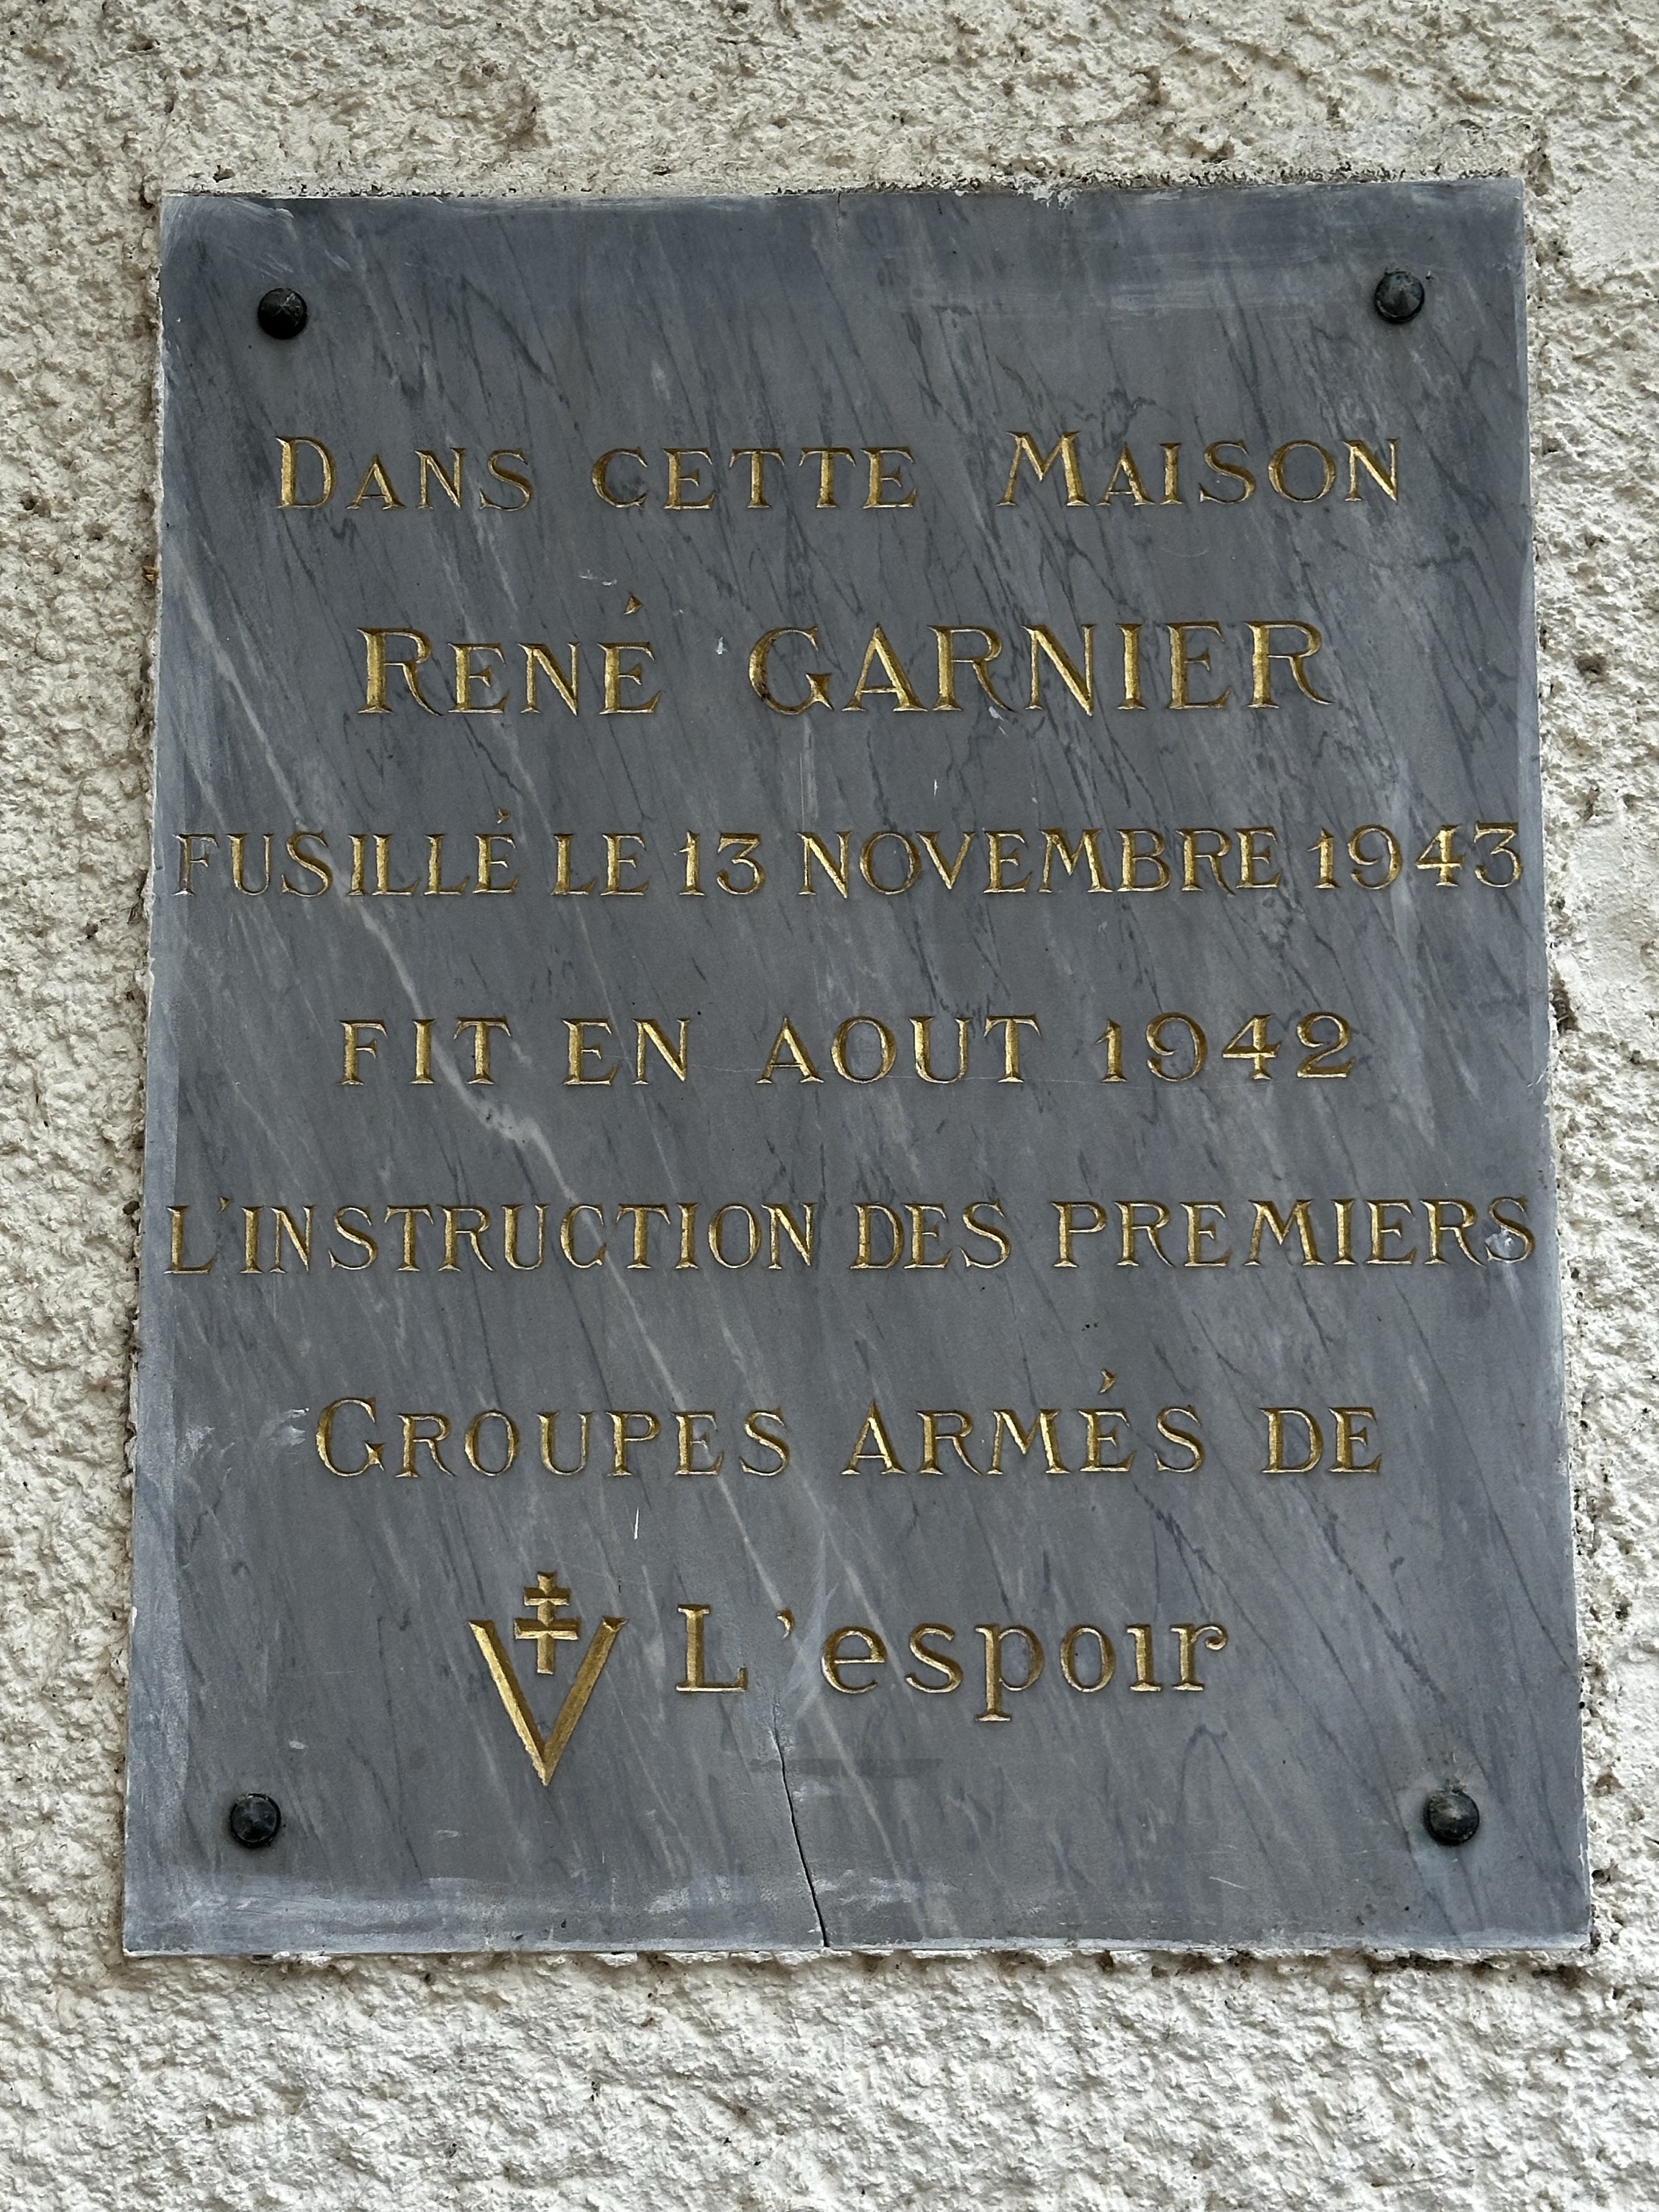 DANS CETTE MAISON
RENÉ GARNIER
FUSILLÉ LE 13 NOVEMBRE 1943
FIT EN AOUT 1942
L'INSTRUCTION DES PREMIERS
GROUPES ARMÉS DE
V L'espoir